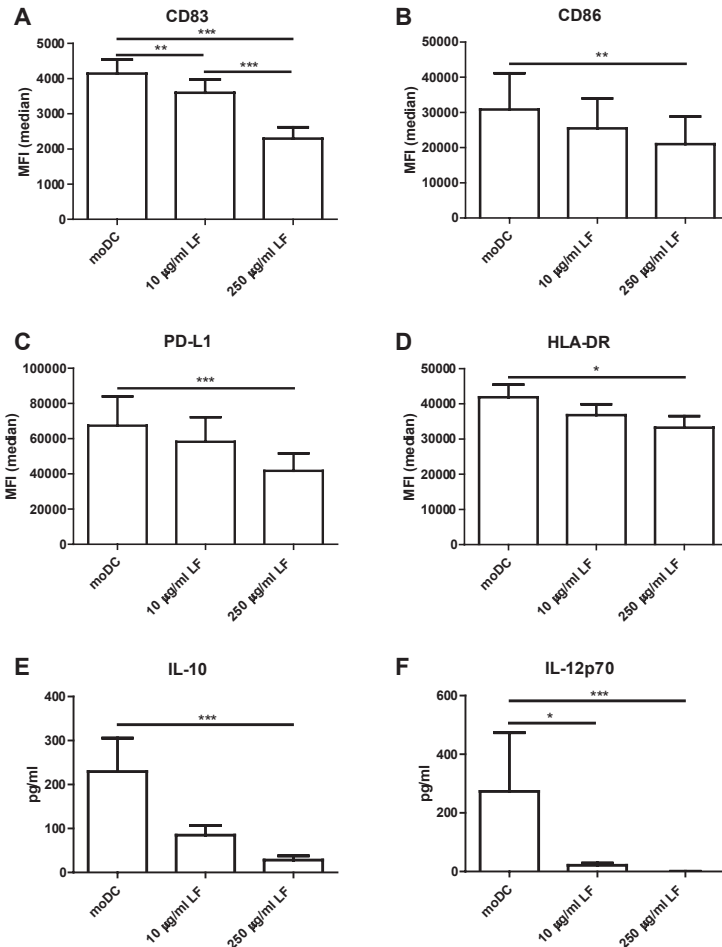 A
CD83
***
**
***
5000
4000
3000
2000
1000
0
MFI (median)
moDC
10 µg/ml LF
250 µg/ml LF
B
CD86
**
50000
40000
30000
20000
10000
0
MFI (median)
moDC
10 µg/ml LF
250 µg/ml LF
C
PD-L1
***
100000
80000
60000
40000
20000
0
MFI (median)
moDC
10 µg/ml LF
250 µg/ml LF
D
HLA-DR
*
50000
40000
30000
20000
10000
0
MFI (median)
moDC
10 µg/ml LF
250 µg/ml LF
E
IL-10
***
400
300
200
100
0
pg/ml
moDC
10 µg/ml LF
250 µg/ml LF
F
IL-12p70
***
*
600
400
200
0
pg/ml
moDC
10 µg/ml LF
250 µg/ml LF